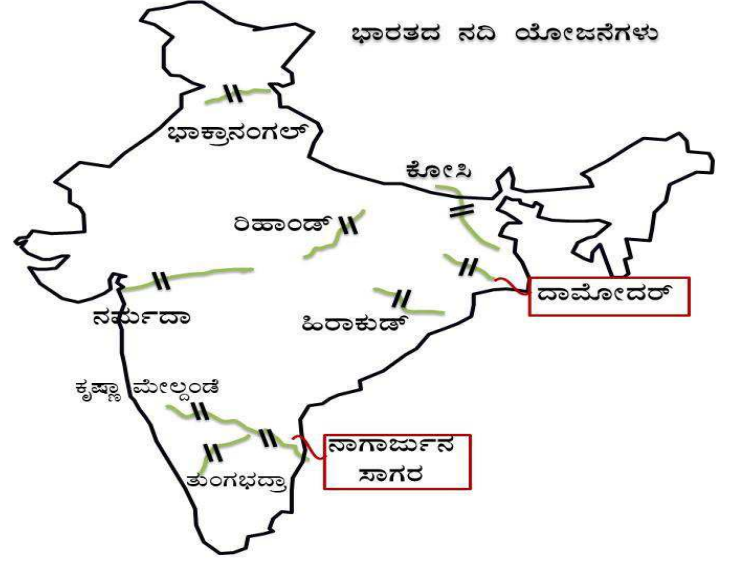 ಭಾರತದ ನದಿ ಯೋಜನೆಗಳು
ಭಾಕ್ರಾನಂಗಲ್
ಕೋಸಿ
ರಿಹಾಂಡ್
ದಾಮೋದರ್
ನರ್ಮದಾ
ಹಿರಾಕುಡ್
ಕೃಷ್ಣಾ ಮೇಲ್ದಂಡೆ
ನಾಗಾರ್ಜುನ
ಸಾಗರ
ತುಂಗಭದ್ರಾ